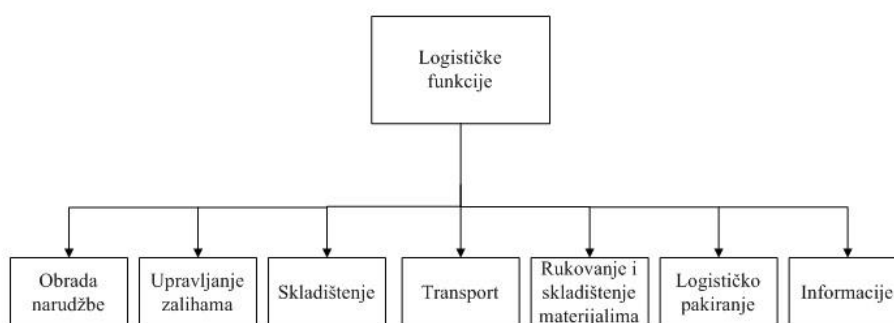 Logističke
funkcije
Obrada
narudžbe
Upravljanje
zalihama
Skladištenje
Transport
Rukovanje i
skladištenje
materijalima
Logističko
pakiranje
Informacije